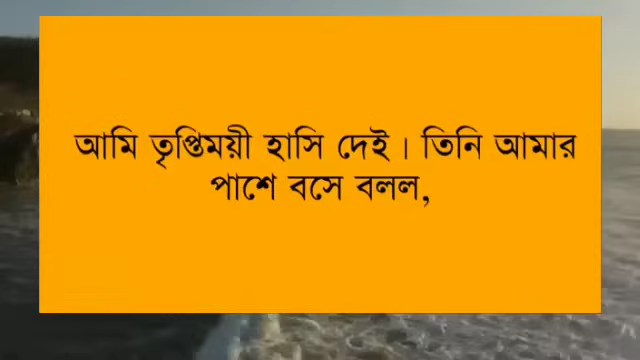 আমি তৃপ্তিময়ী হাসি দেই। তিনি আমার
পাশে বসে বলল,